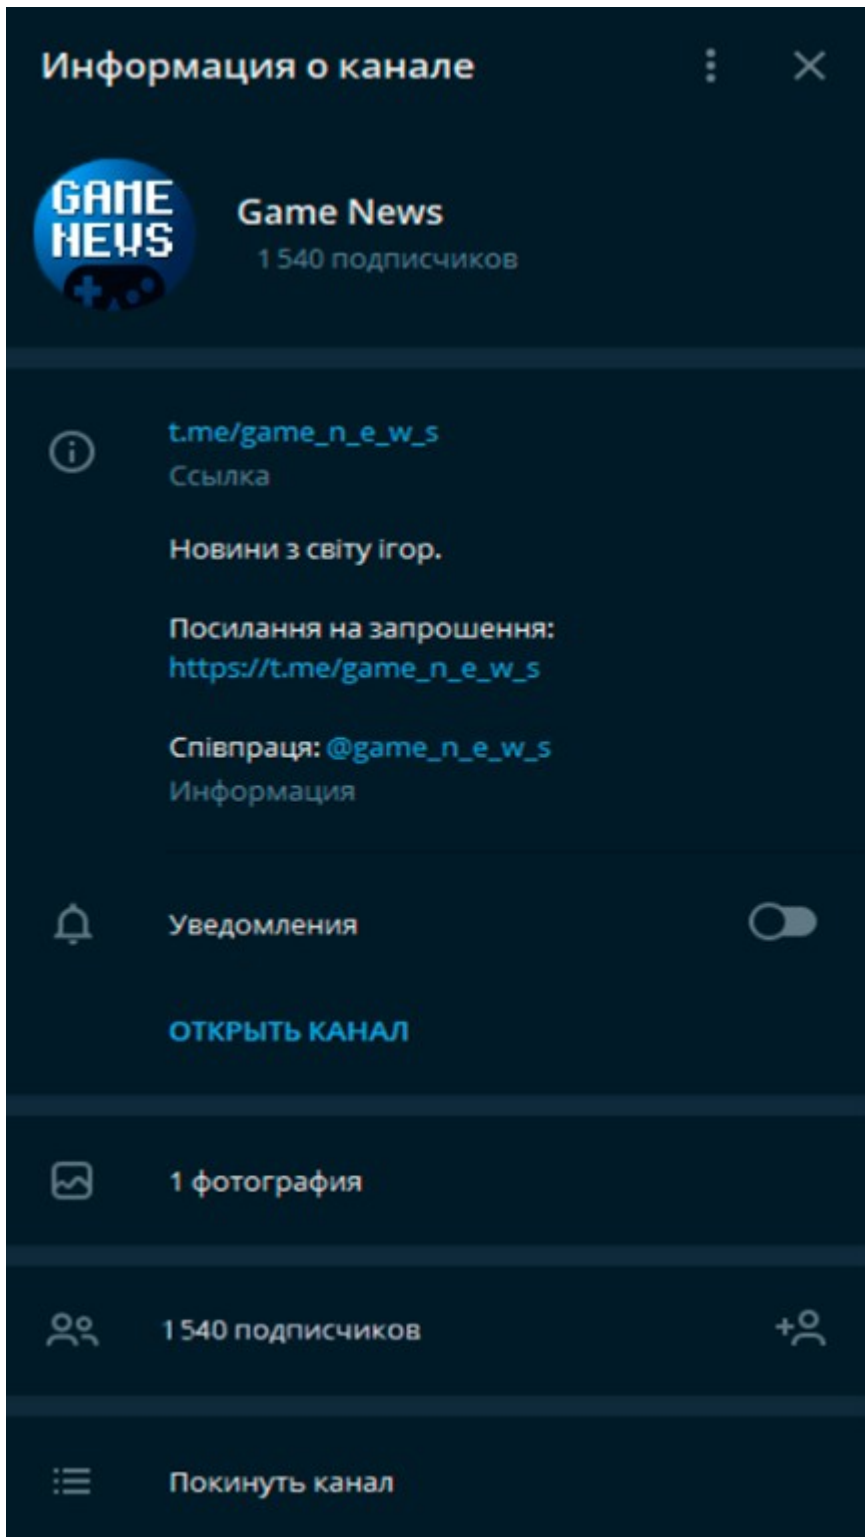 Информация о канале
GAME
NEWS
Game News
1 540 подписчиков
t.me/game_n_e_w_s
Ссылка
Новини з світу ігор.
Посилання на запрошення:
https://t.me/game_n_e_w_s
Співпраця: @game_n_e_w_s
Информация
Уведомления
ОТКРЫТЬ КАНАЛ
1 фотография
1 540 подписчиков
Покинуть канал